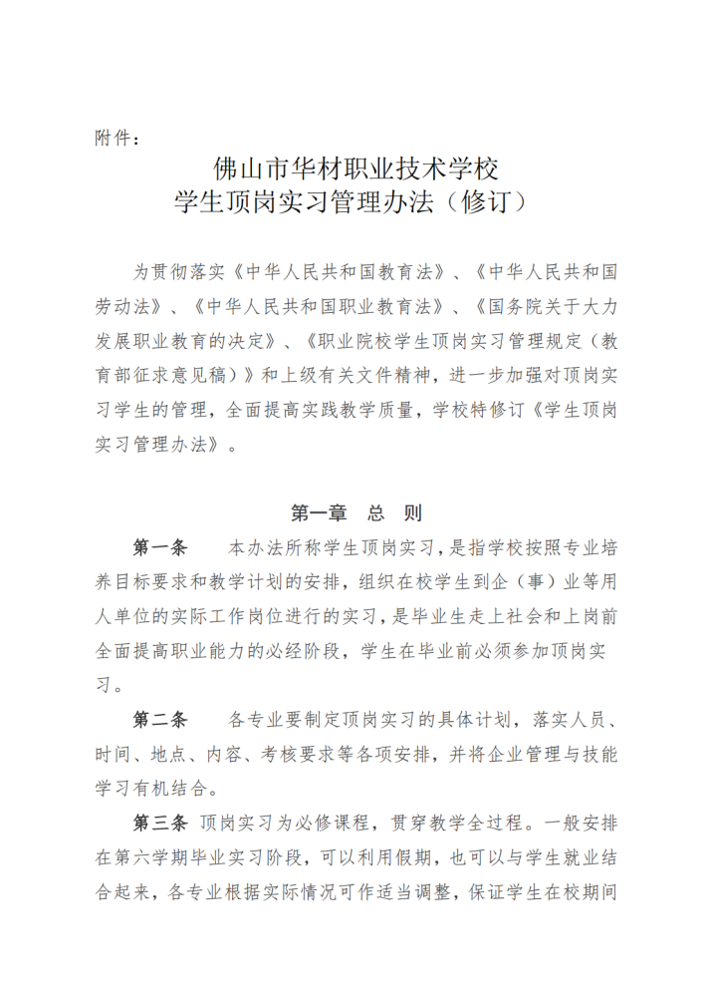 附件：
佛山市华材职业技术学校
学生顶岗实习管理办法（修订）
为贯彻落实《中华人民共和国教育法》、《中华人民共和国
劳动法》、《中华人民共和国职业教育法》、《国务院关于大力
发展职业教育的决定》、《职业院校学生顶岗实习管理规定（教
育部征求意见稿）》和上级有关文件精神，进一步加强对顶岗实
习学生的管理，全面提高实践教学质量，学校特修订《学生顶岗
实习管理办法》。
第一章 总 则
第一条 本办法所称学生顶岗实习，是指学校按照专业培
养目标要求和教学计划的安排，组织在校学生到企（事）业等用
人单位的实际工作岗位进行的实习，是毕业生走上社会和上岗前
全面提高职业能力的必经阶段，学生在毕业前必须参加顶岗实
习。
第二条 各专业要制定顶岗实习的具体计划，落实人员、
时间、地点、内容、考核要求等各项安排，并将企业管理与技能
学习有机结合。
第三条 顶岗实习为必修课程，贯穿教学全过程。一般安排
在第六学期毕业实习阶段，可以利用假期，也可以与学生就业结
合起来，各专业根据实际情况可作适当调整，保证学生在校期间